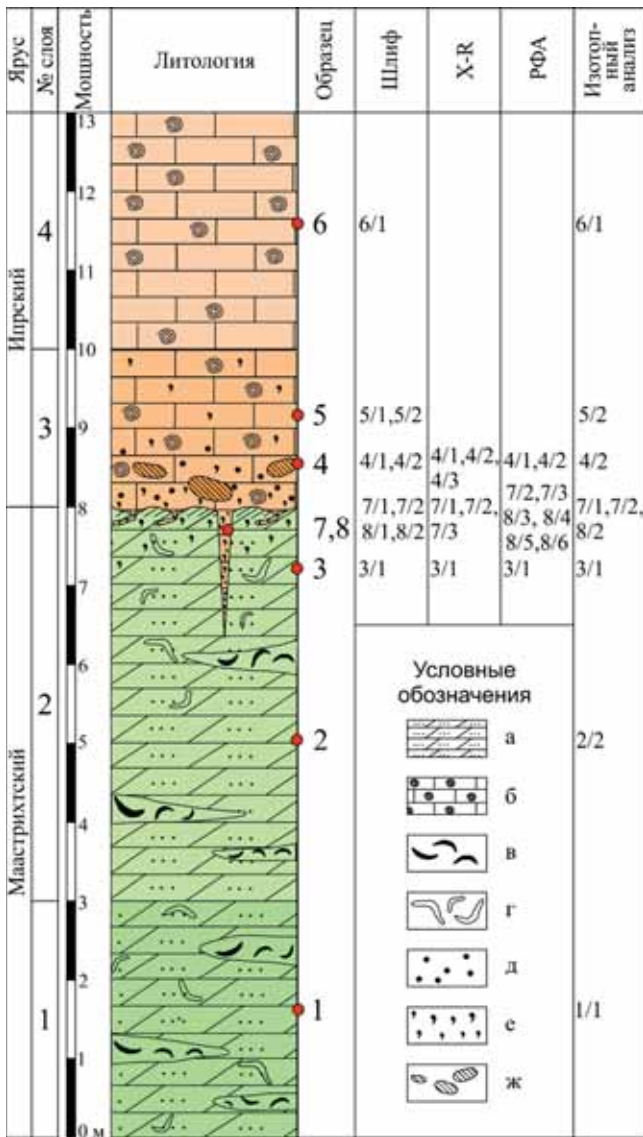 Ярус
№ слоя
Мощность
Литология
Образец
Шлиф
X-R
РФА
Изотоп-
ный
анализ
Ипрский
Маастрихтский
4
3
2
1
13
12
11
10
9
8
7
6
5
4
3
2
1
0 м
6 6/1 6/1
5 5/1,5/2 5/2
4 4/1,4/2 4/1,4/2, 4/3 4/1,4/2 4/2
7,8 7/1,7/2 8/1,8/2 7/1,7/2, 7/3 7/2,7/3 8/3, 8/4 8/5,8/6 7/1,7/2, 8/2
3 3/1 3/1 3/1 3/1
2 2/2
1 1/1
Условные
обозначения
а
б
в
г
д
е
ж